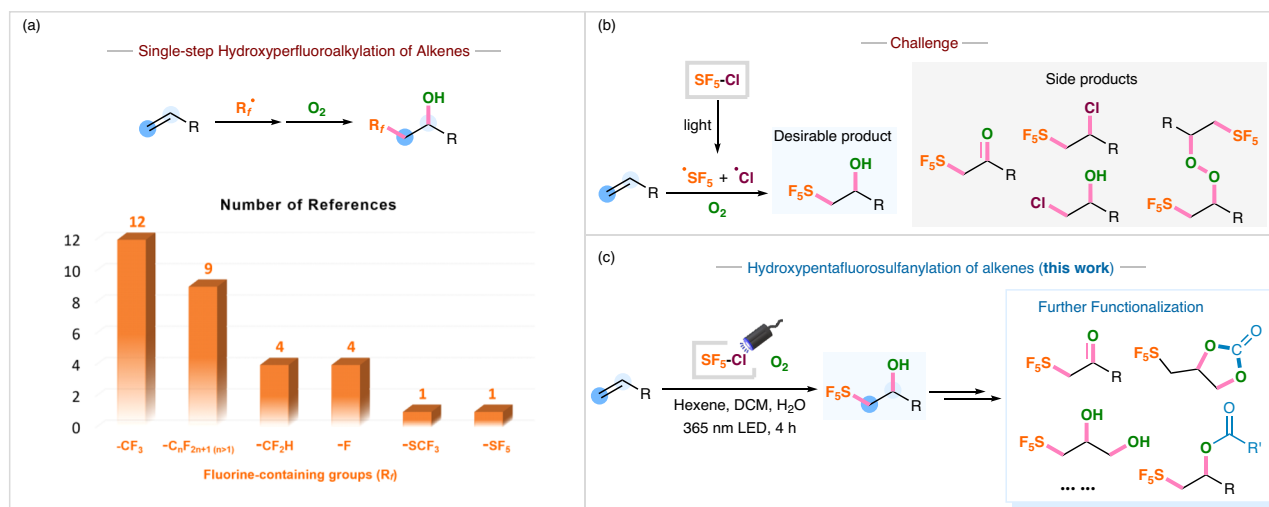 (a)
Single-step Hydroxyperfluoroalkylation of Alkenes
R
Rf•
O2
OH
Rf
R
Number of References
12
10
8
6
4
2
0
12
9
4
4
1
1
-CF3
-CnF2n+1 (n>1)
-CF2H
-F
-SCF3
-SF5
Fluorine-containing groups (Rf)
(b)
Challenge
SF5-Cl
light
R
•SF5 + •Cl
O2
Desirable product
OH
F5S
R
Side products
O
F5S
R
Cl
F5S
R
OH
Cl
R
R
SF5
O
O
F5S
R
(c)
Hydroxypentafluorosulfanylation of alkenes (this work)
R
SF5-Cl
O2
Hexene, DCM, H2O
365 nm LED, 4 h
OH
F5S
R
Further Functionalization
O
F5S
R
F5S
O
C
O
O
OH
F5S
OH
O
O
R'
F5S
R
... ...